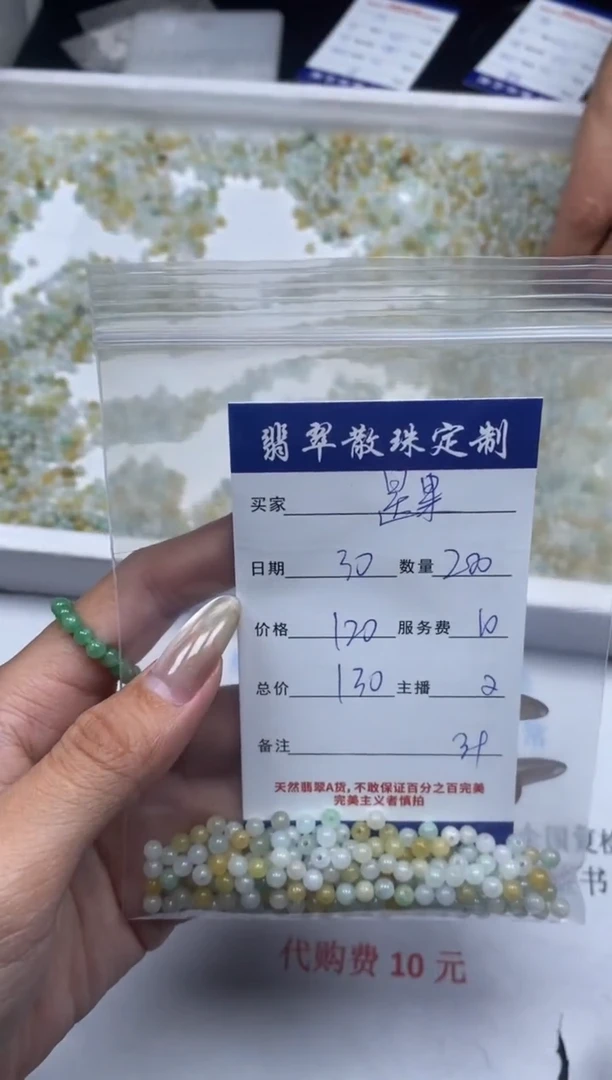 翡翠散珠定制
买家 是果
日期 30 数量 200
价格 120 服务费 10
总价 130 主播 2
备注
天然翡翠A货，不敢保证百分之百完美
完美主义者慎拍
书
代购费 10 元